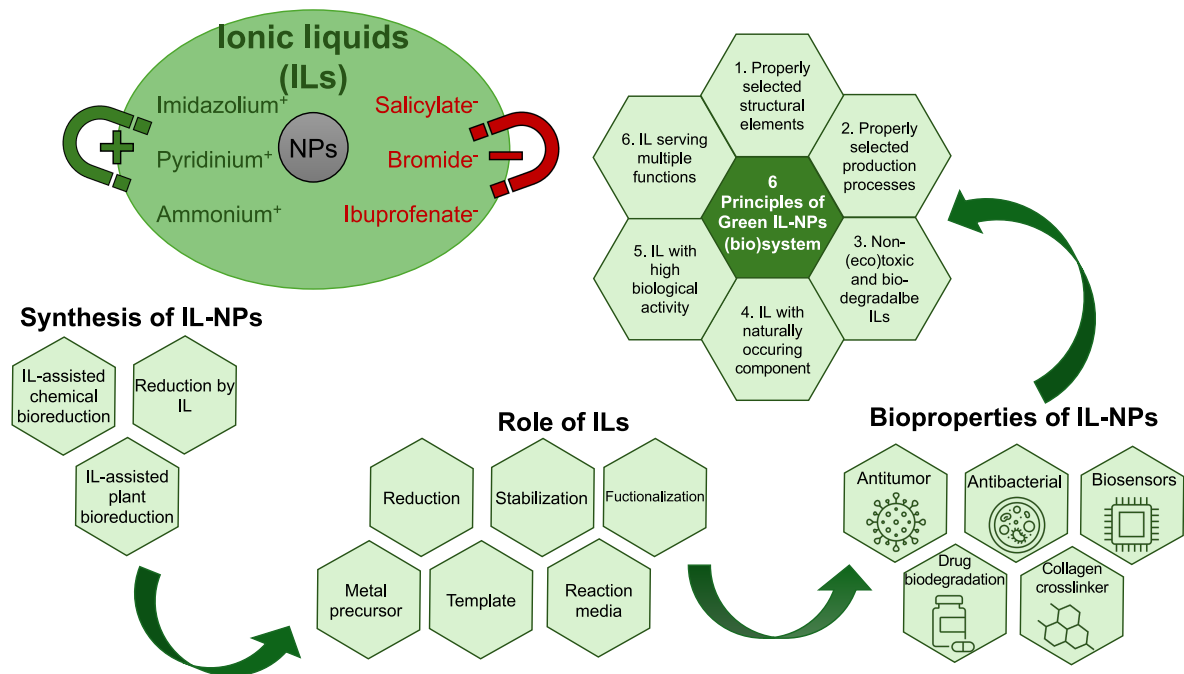 Ionic liquids
(ILs)
Imidazolium⁺
Pyridinium⁺
Ammonium⁺
NPs
Salicylate⁻
Bromide⁻
Ibuprofenate⁻
1. Properly
selected
structural
elements
2. Properly
selected
production
processes
3. Non-
(eco)toxic
and bio-
degradalbe
ILs
4. IL with
naturally
occuring
component
5. IL with
high
biological
activity
6. IL serving
multiple
functions
6
Principles of
Green IL-NPs
(bio)system
Synthesis of IL-NPs
IL-assisted
chemical
bioreduction
Reduction by
IL
IL-assisted
plant
bioreduction
Role of ILs
Reduction
Stabilization
Fuctionalization
Metal
precursor
Template
Reaction
media
Bioproperties of IL-NPs
Antitumor
Antibacterial
Biosensors
Drug
biodegradation
Collagen
crosslinker